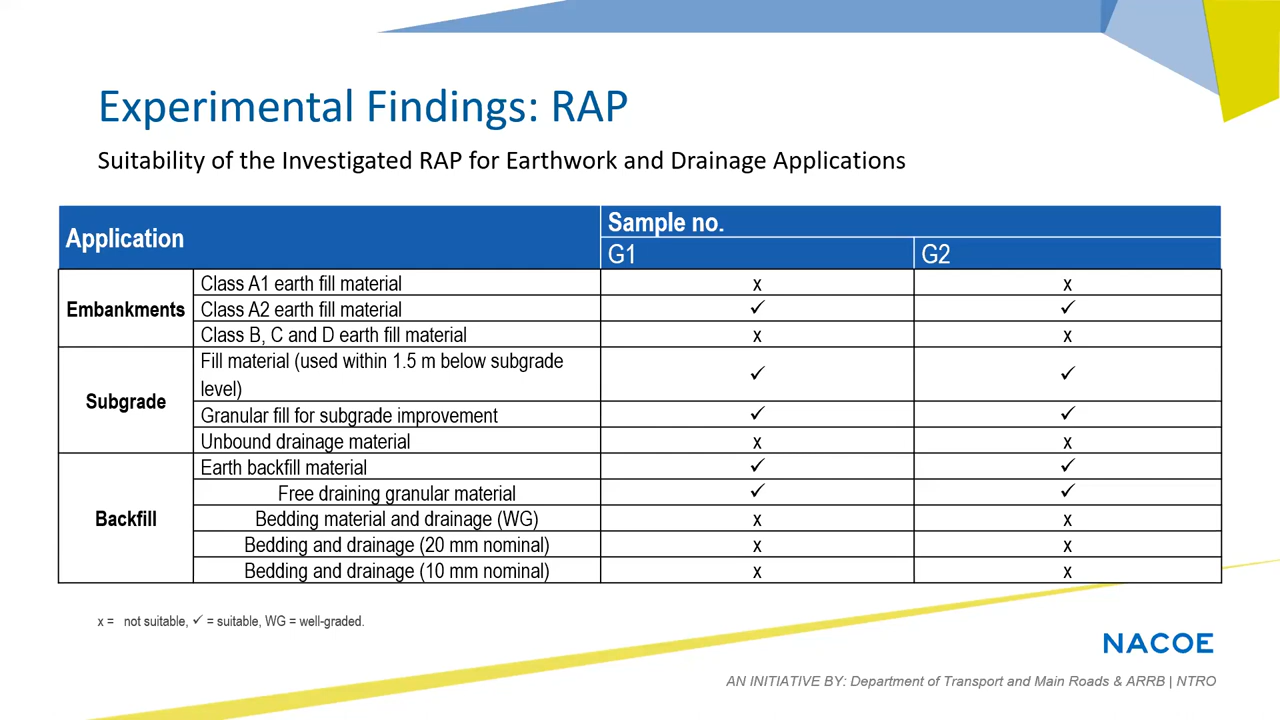 Experimental Findings: RAP
Suitability of the Investigated RAP for Earthwork and Drainage Applications
Application
Sample no.
G1 G2
Embankments
Class A1 earth fill material x x
Class A2 earth fill material ✓ ✓
Class B, C and D earth fill material x x
Subgrade
Fill material (used within 1.5 m below subgrade
level) ✓ ✓
Granular fill for subgrade improvement ✓ ✓
Unbound drainage material x x
Backfill
Earth backfill material ✓ ✓
Free draining granular material ✓ ✓
Bedding material and drainage (WG) x x
Bedding and drainage (20 mm nominal) x x
Bedding and drainage (10 mm nominal) x x
x = not suitable, ✓ = suitable, WG = well-graded.
NACOE
AN INITIATIVE BY: Department of Transport and Main Roads & ARRB | NTRO